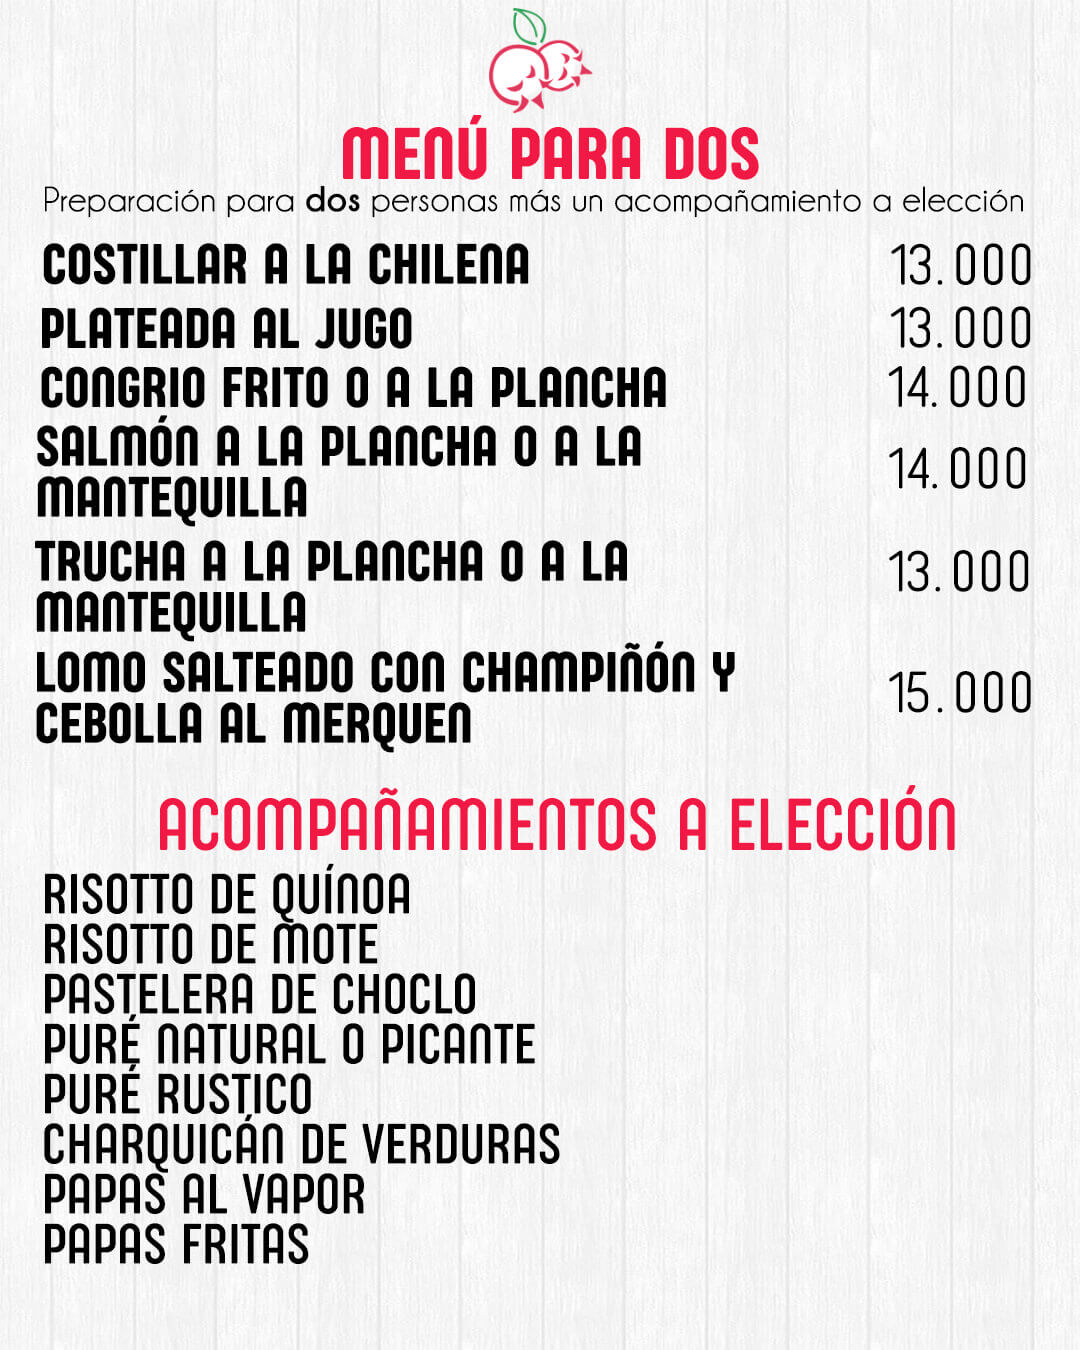 MENÚ PARA DOS
Preparación para dos personas más un acompañamiento a elección
COSTILLAR A LA CHILENA 13.000
PLATEADA AL JUGO 13.000
CONGRIO FRITO O A LA PLANCHA 14.000
SALMÓN A LA PLANCHA O A LA
MANTEQUILLA 14.000
TRUCHA A LA PLANCHA O A LA
MANTEQUILLA 13.000
LOMO SALTEADO CON CHAMPIÑÓN Y
CEBOLLA AL MERQUEN 15.000
ACOMPAÑAMIENTOS A ELECCIÓN
RISOTTO DE QUÍNOA
RISOTTO DE MOTE
PASTELERA DE CHOCLO
PURÉ NATURAL O PICANTE
PURÉ RUSTICO
CHARQUICÁN DE VERDURAS
PAPAS AL VAPOR
PAPAS FRITAS